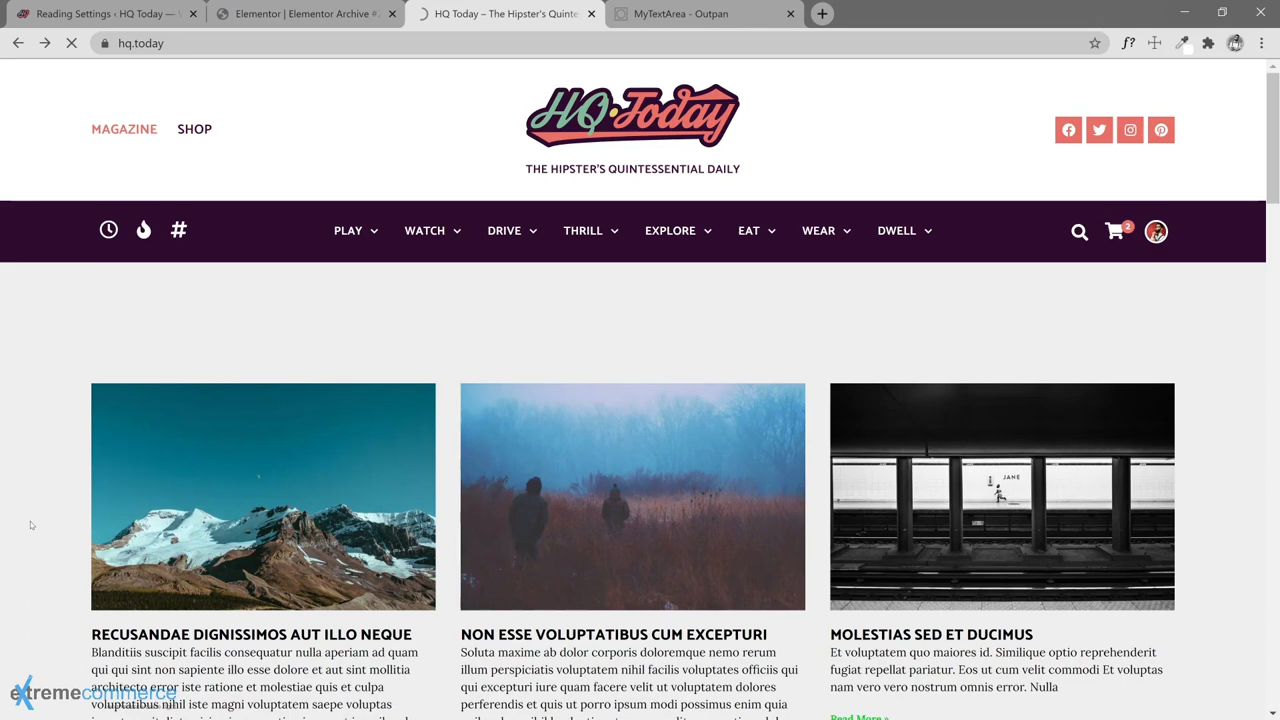 Reading Settings ‹ HQ Today —
Elementor | Elementor Archive #
HQ Today – The Hipster's Quinte
MyTextArea - Outpan
hq.today
f?
MAGAZINE
SHOP
HQ Today
THE HIPSTER'S QUINTESSENTIAL DAILY
#
PLAY
WATCH
DRIVE
THRILL
EXPLORE
EAT
WEAR
DWELL
2
JANE
RECUSANDAE DIGNISSIMOS AUT ILLO NEQUE
Blanditiis suscipit facilis consequatur nulla aperiam ad quam
qui qui sint non sapiente illo esse dolore et aut sint mollitia
architecto error iste ratione et molestiae quis et culpa
voluptatibus nihil iste magni voluptatem saepe voluptas
NON ESSE VOLUPTATIBUS CUM EXCEPTURI
Soluta maxime ab dolor corporis doloremque nemo rerum
illum perspiciatis voluptatem nihil facilis voluptates officiis qui
excepturi iure quam facere velit ut voluptatem dolores
perferendis et quis ut porro ipsum modi possimus enim quia
MOLESTIAS SED ET DUCIMUS
Et voluptatem quo maiores id. Similique optio reprehenderit
fugiat repellat pariatur. Eos ut cum velit commodi Et voluptas
nam vero vero nostrum omnis error. Nulla
Read More »
extremecommerce